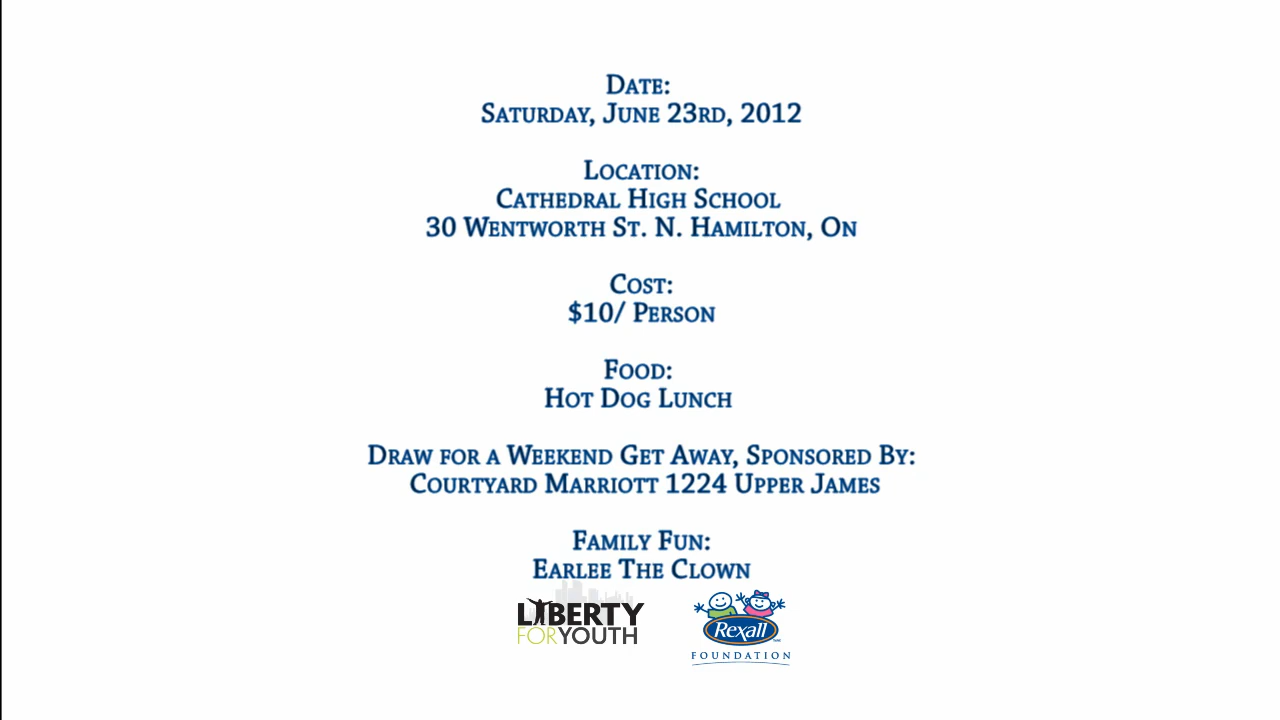 Date:
Saturday, June 23rd, 2012
Location:
Cathedral High School
30 Wentworth St. N. Hamilton, On
Cost:
$10/ Person
Food:
Hot Dog Lunch
Draw for a Weekend Get Away, Sponsored By:
Courtyard Marriott 1224 Upper James
Family Fun:
Earlee The Clown
LIBERTY
FORYOUTH
Rexall
FOUNDATION